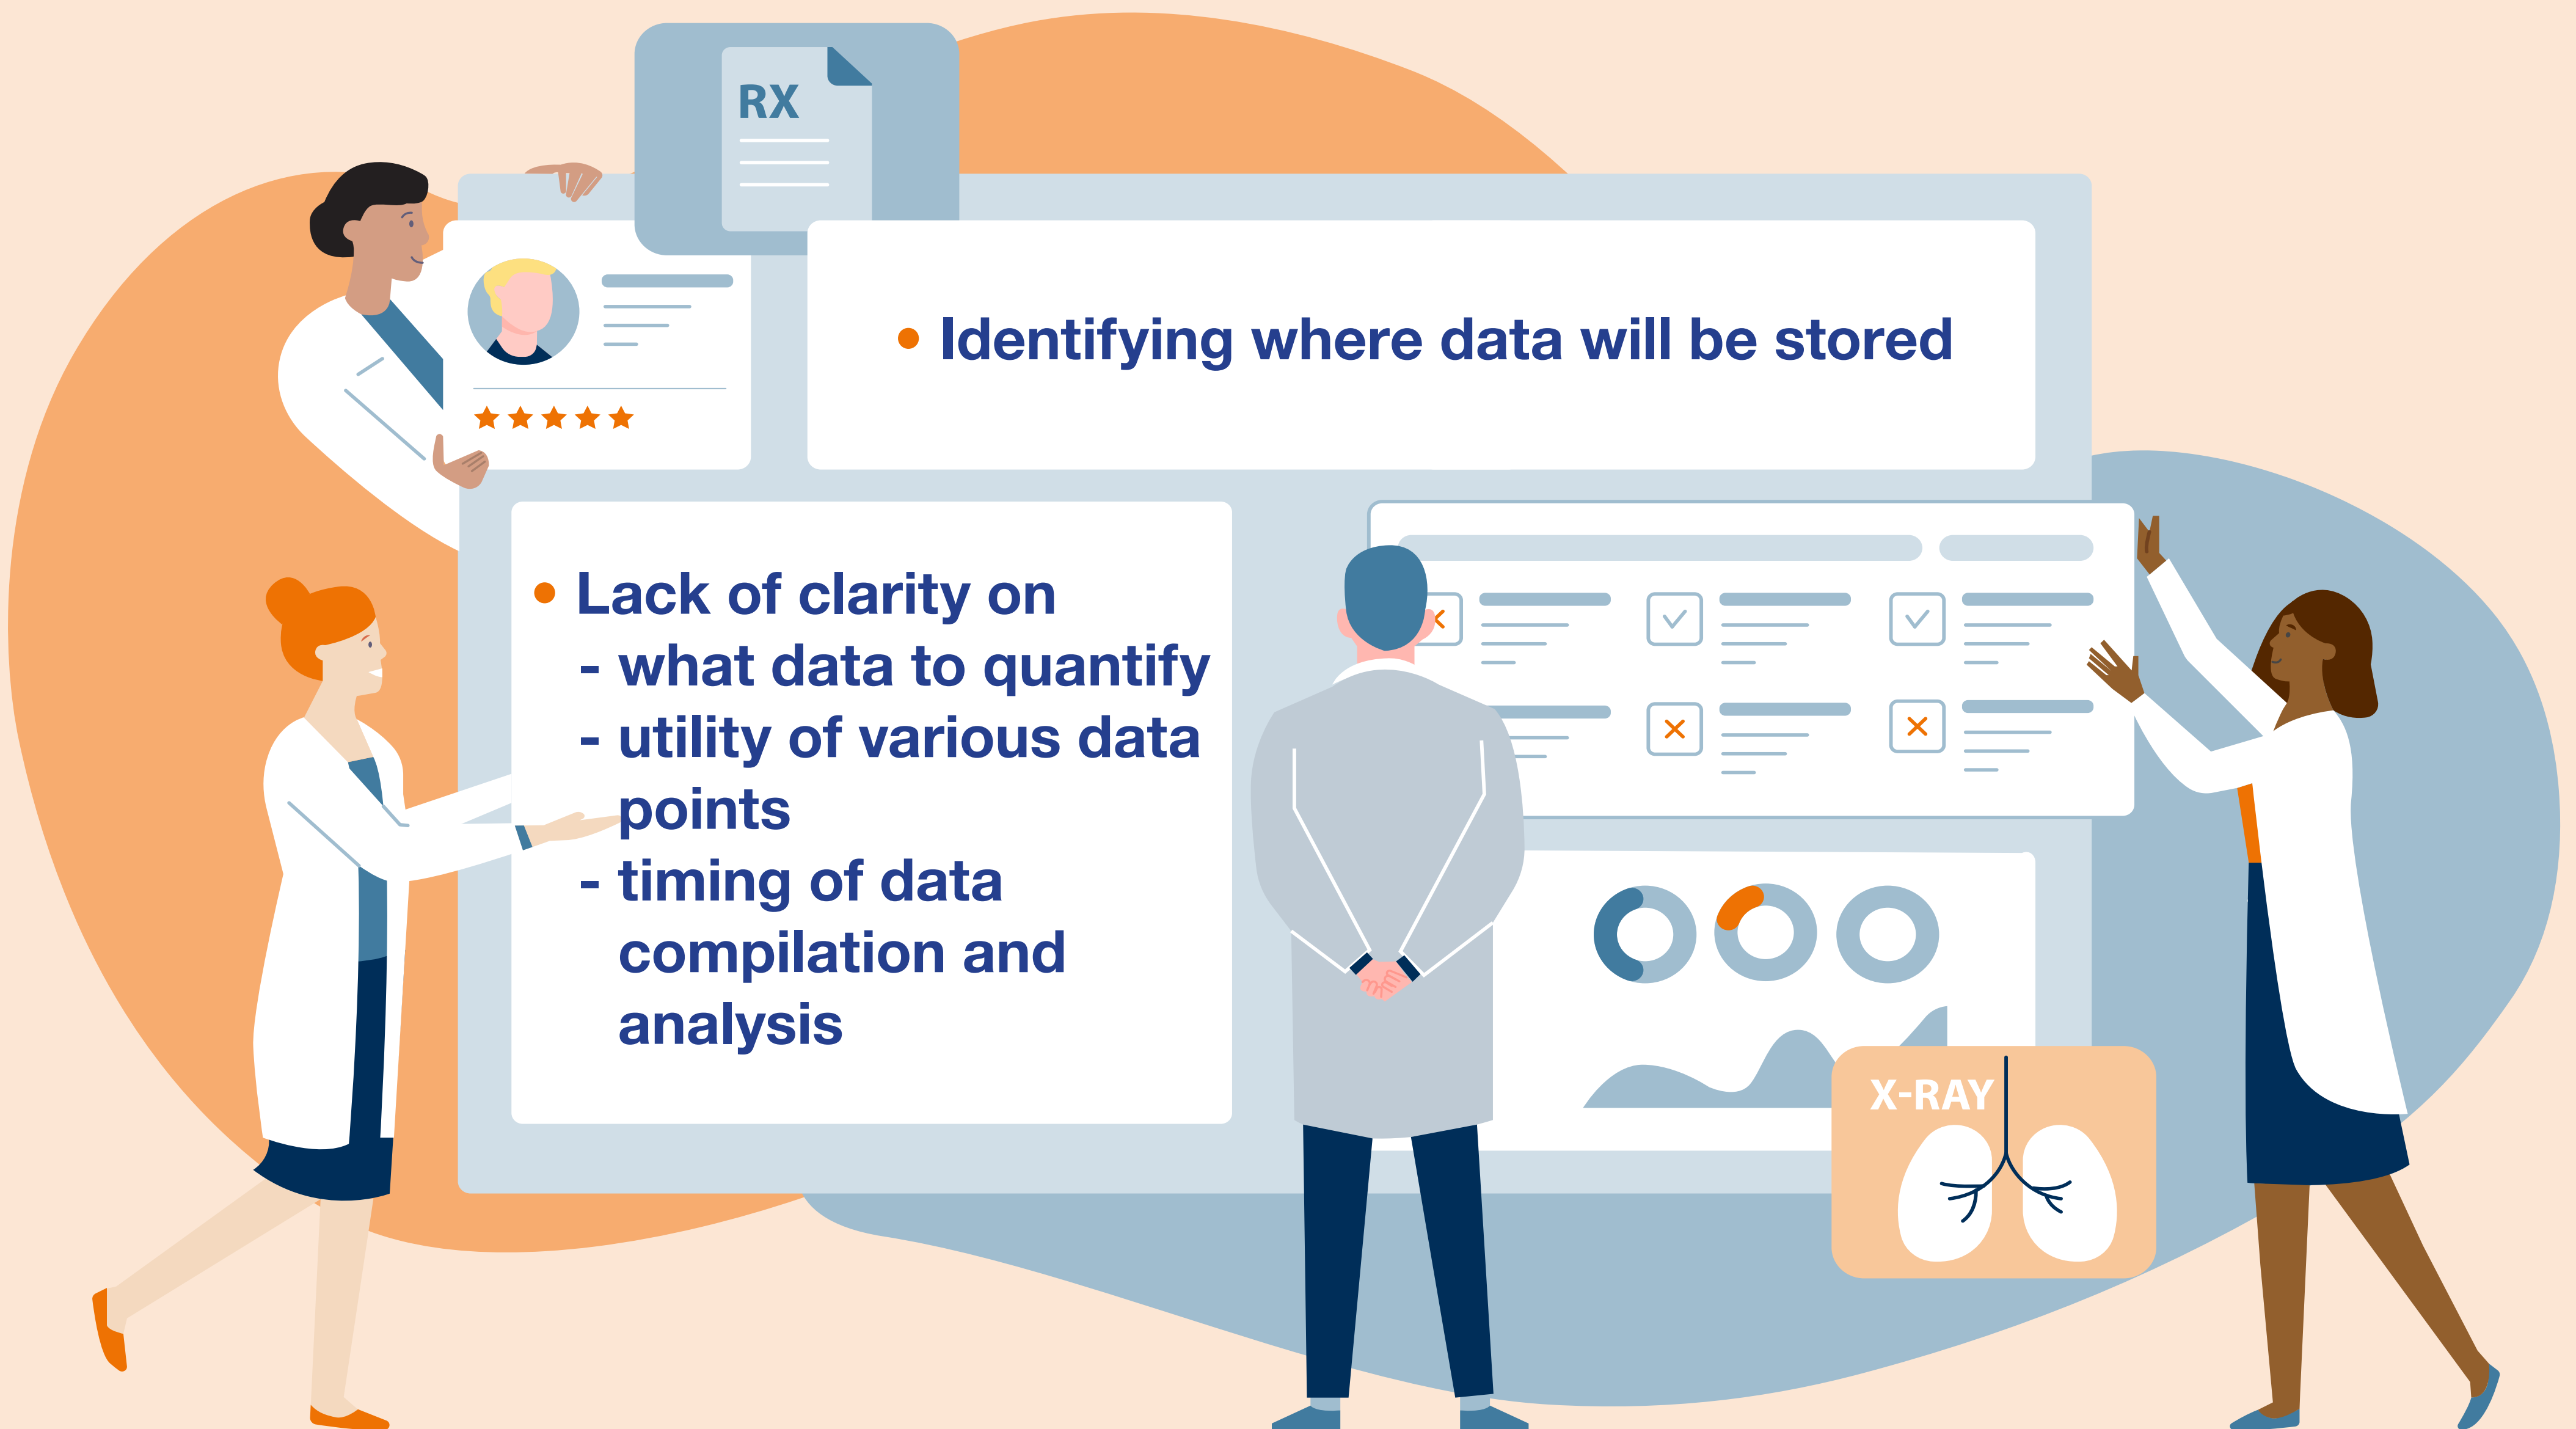 RX
• Identifying where data will be stored
• Lack of clarity on
- what data to quantify
- utility of various data
points
- timing of data
compilation and
analysis
X-RAY